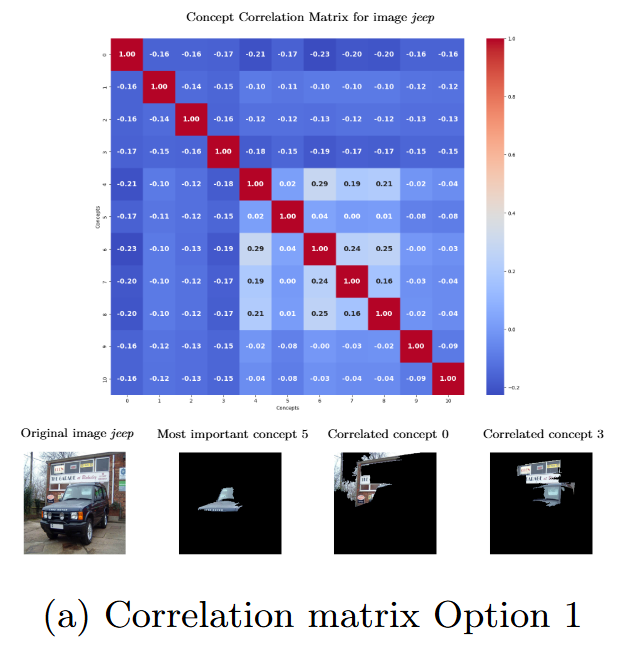 Concept Correlation Matrix for image jeep
0 1.00 -0.16 -0.16 -0.17 -0.21 -0.17 -0.23 -0.20 -0.20 -0.16 -0.16
1 -0.16 1.00 -0.14 -0.15 -0.10 -0.11 -0.10 -0.10 -0.10 -0.12 -0.12
2 -0.16 -0.14 1.00 -0.16 -0.12 -0.12 -0.13 -0.12 -0.12 -0.13 -0.13
3 -0.17 -0.15 -0.16 1.00 -0.18 -0.15 -0.19 -0.17 -0.17 -0.15 -0.15
4 -0.21 -0.10 -0.12 -0.18 1.00 0.02 0.29 0.19 0.21 -0.02 -0.04
5 -0.17 -0.11 -0.12 -0.15 0.02 1.00 0.04 0.00 0.01 -0.08 -0.08
6 -0.23 -0.10 -0.13 -0.19 0.29 0.04 1.00 0.24 0.25 -0.00 -0.03
7 -0.20 -0.10 -0.12 -0.17 0.19 0.00 0.24 1.00 0.16 -0.03 -0.04
8 -0.20 -0.10 -0.12 -0.17 0.21 0.01 0.25 0.16 1.00 -0.02 -0.04
9 -0.16 -0.12 -0.13 -0.15 -0.02 -0.08 -0.00 -0.03 -0.02 1.00 -0.09
10 -0.16 -0.12 -0.13 -0.15 -0.04 -0.08 -0.03 -0.04 -0.04 -0.09 1.00
0 1 2 3 4 5 6 7 8 9 10
Concepts
Concepts
1.0
0.8
0.6
0.4
0.2
0.0
-0.2
Original image jeep
Most important concept 5
Correlated concept 0
Correlated concept 3
(a) Correlation matrix Option 1